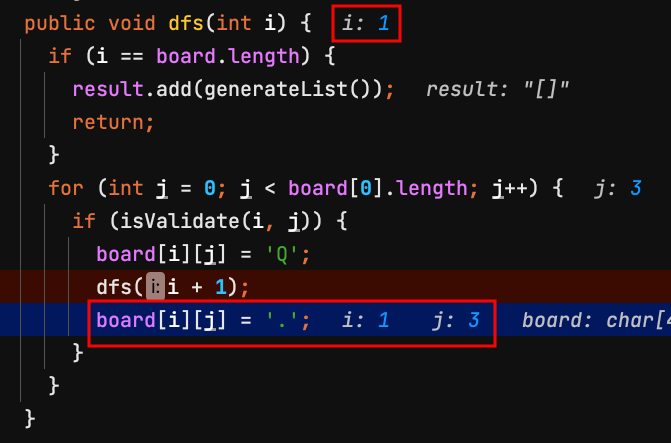 public void dfs(int i) {   i: 1
  if (i == board.length) {
    result.add(generateList());   result: "[]"
    return;
  }
  for (int j = 0; j < board[0].length; j++) {   j: 3
    if (isValidate(i, j)) {
      board[i][j] = 'Q';
      dfs( i: i + 1);
      board[i][j] = '.';   i: 1   j: 3   board: char[4
    }
  }
}